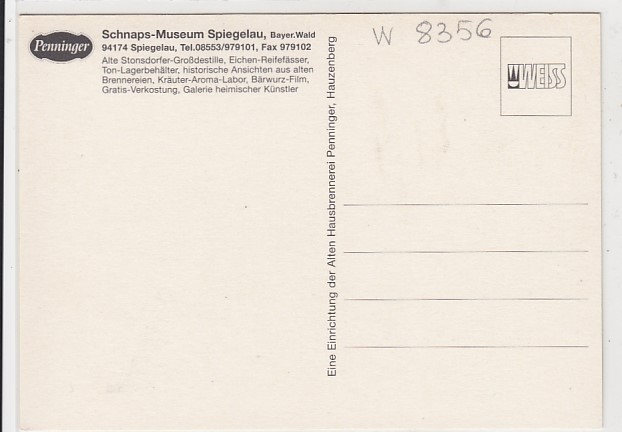 Penninger
Schnaps-Museum Spiegelau, Bayer.Wald
94174 Spiegelau, Tel.08553/979101, Fax 979102
Alte Stonsdorfer-Großdestille, Eichen-Reifefässer,
Ton-Lagerbehälter, historische Ansichten aus alten
Brennereien, Kräuter-Aroma-Labor, Bärwurz-Film,
Gratis-Verkostung, Galerie heimischer Künstler
Eine Einrichtung der Alten Hausbrennerei Penninger, Hauzenberg
W 8356
WEISS